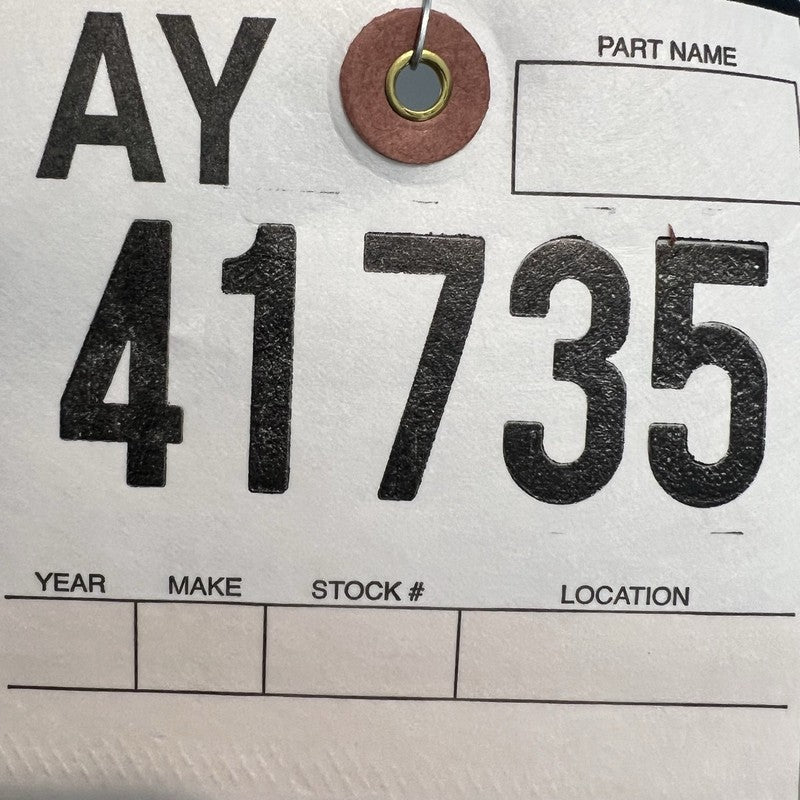 AY
PART NAME
41735
YEAR MAKE STOCK # LOCATION